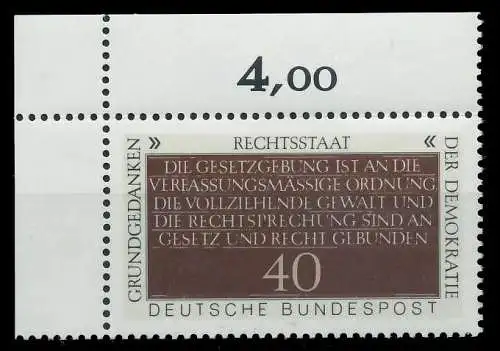 4,00
» RECHTSSTAAT «
GRUNDGEDANKEN
DER DEMOKRATIE
DIE GESETZGEBUNG IST AN DIE
VERFASSUNGSMÄSSIGE ORDNUNG,
DIE VOLLZIEHENDE GEWALT UND
DIE RECHTSPRECHUNG SIND AN
GESETZ UND RECHT GEBUNDEN
40
DEUTSCHE BUNDESPOST